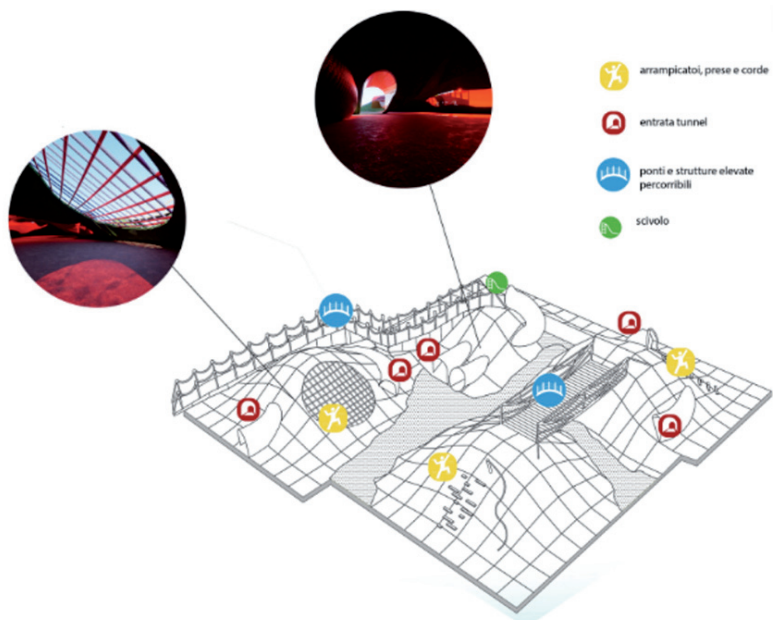 arrampicatoi, prese e corde
entrata tunnel
ponti e strutture elevate
percorribili
scivolo